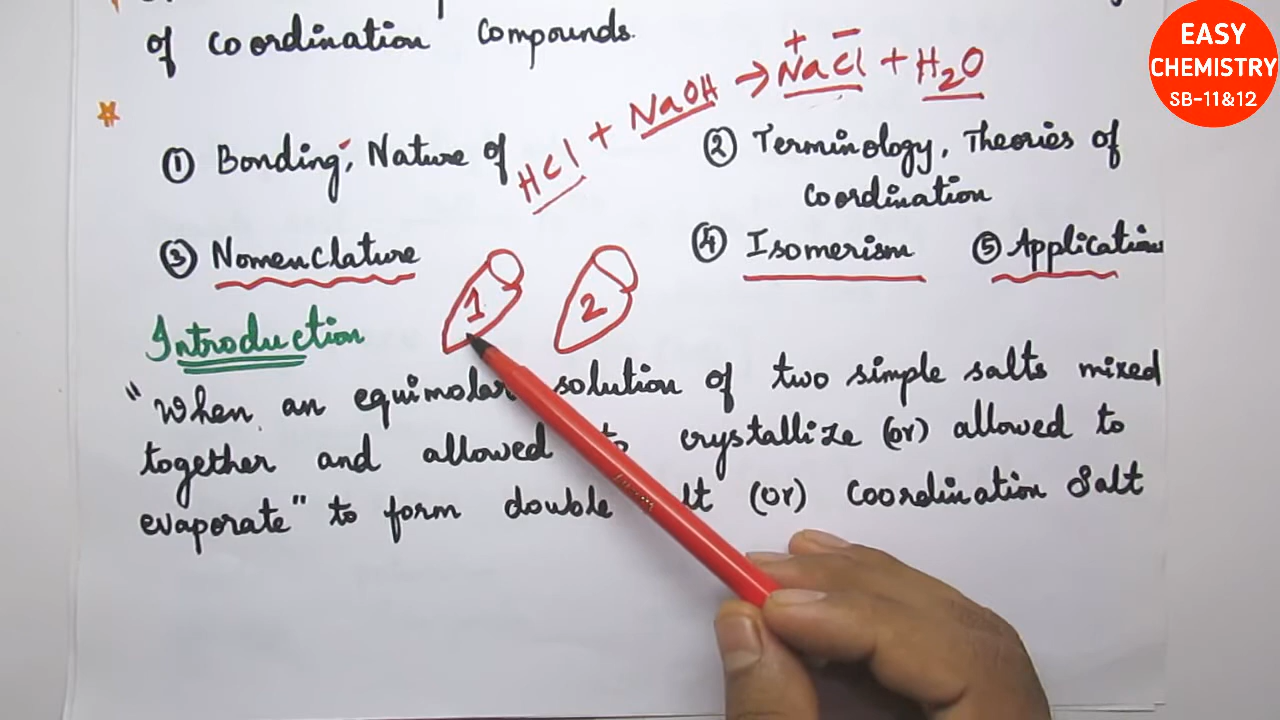 of coordination compounds.
HCl + NaOH → NaCl + H2O
+ −
① Bonding, Nature of
② Terminology, Theories of
coordination
③ Nomenclature
④ Isomerism
⑤ Applications
1
2
Introduction
"When an equimolar solution of two simple salts mixed
together and allowed to crystallize (or) allowed to
evaporate" to form double (or) Coordination Salt
EASY
CHEMISTRY
SB-11&12